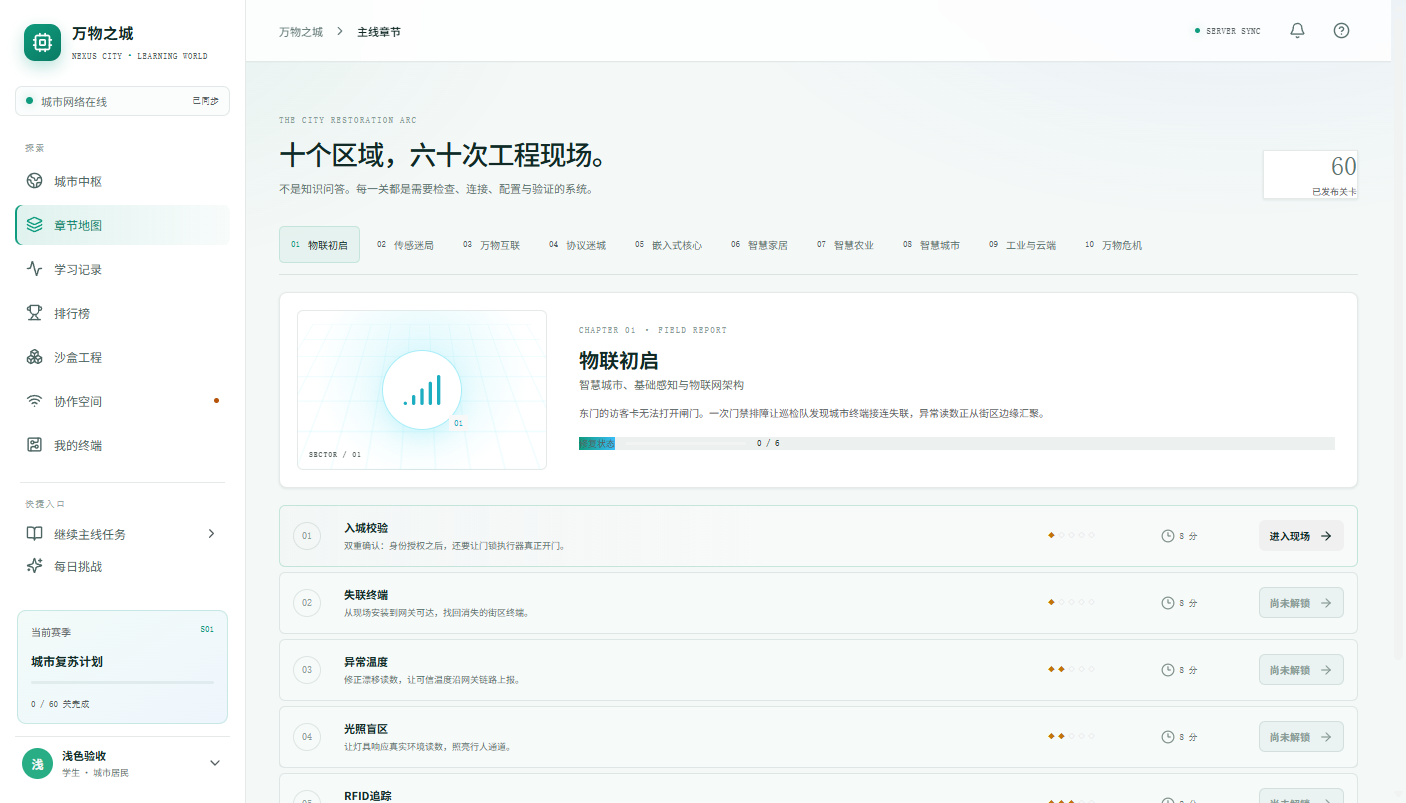 万物之城
NEXUS CITY • LEARNING WORLD
城市网络在线 已同步
探索
城市中枢
章节地图
学习记录
排行榜
沙盒工程
协作空间
我的终端
快捷入口
继续主线任务
每日挑战
当前赛季 S01
城市复苏计划
0 / 60 关完成
浅 浅色验收
学生 • 城市居民
万物之城 > 主线章节
SERVER SYNC
THE CITY RESTORATION ARC
十个区域，六十次工程现场。
不是知识问答。每一关都是需要检查、连接、配置与验证的系统。
60
已发布关卡
01 物联初启 02 传感迷局 03 万物互联 04 协议迷城 05 嵌入式核心 06 智慧家居 07 智慧农业 08 智慧城市 09 工业与云端 10 万物危机
01
SECTOR / 01
CHAPTER 01 • FIELD REPORT
物联初启
智慧城市、基础感知与物联网架构
东门的访客卡无法打开闸门。一次门禁排障让巡检队发现城市终端接连失联，异常读数正从街区边缘汇聚。
修复状态 0 / 6
01 入城校验 8 分 进入现场
双重确认：身份授权之后，还要让门锁执行器真正开门。
02 失联终端 8 分 尚未解锁
从现场安装到网关可达，找回消失的街区终端。
03 异常温度 8 分 尚未解锁
修正漂移读数，让可信温度沿网关链路上报。
04 光照盲区 8 分 尚未解锁
让灯具响应真实环境读数，照亮行人通道。
05 RFID追踪 8 分 尚未解锁